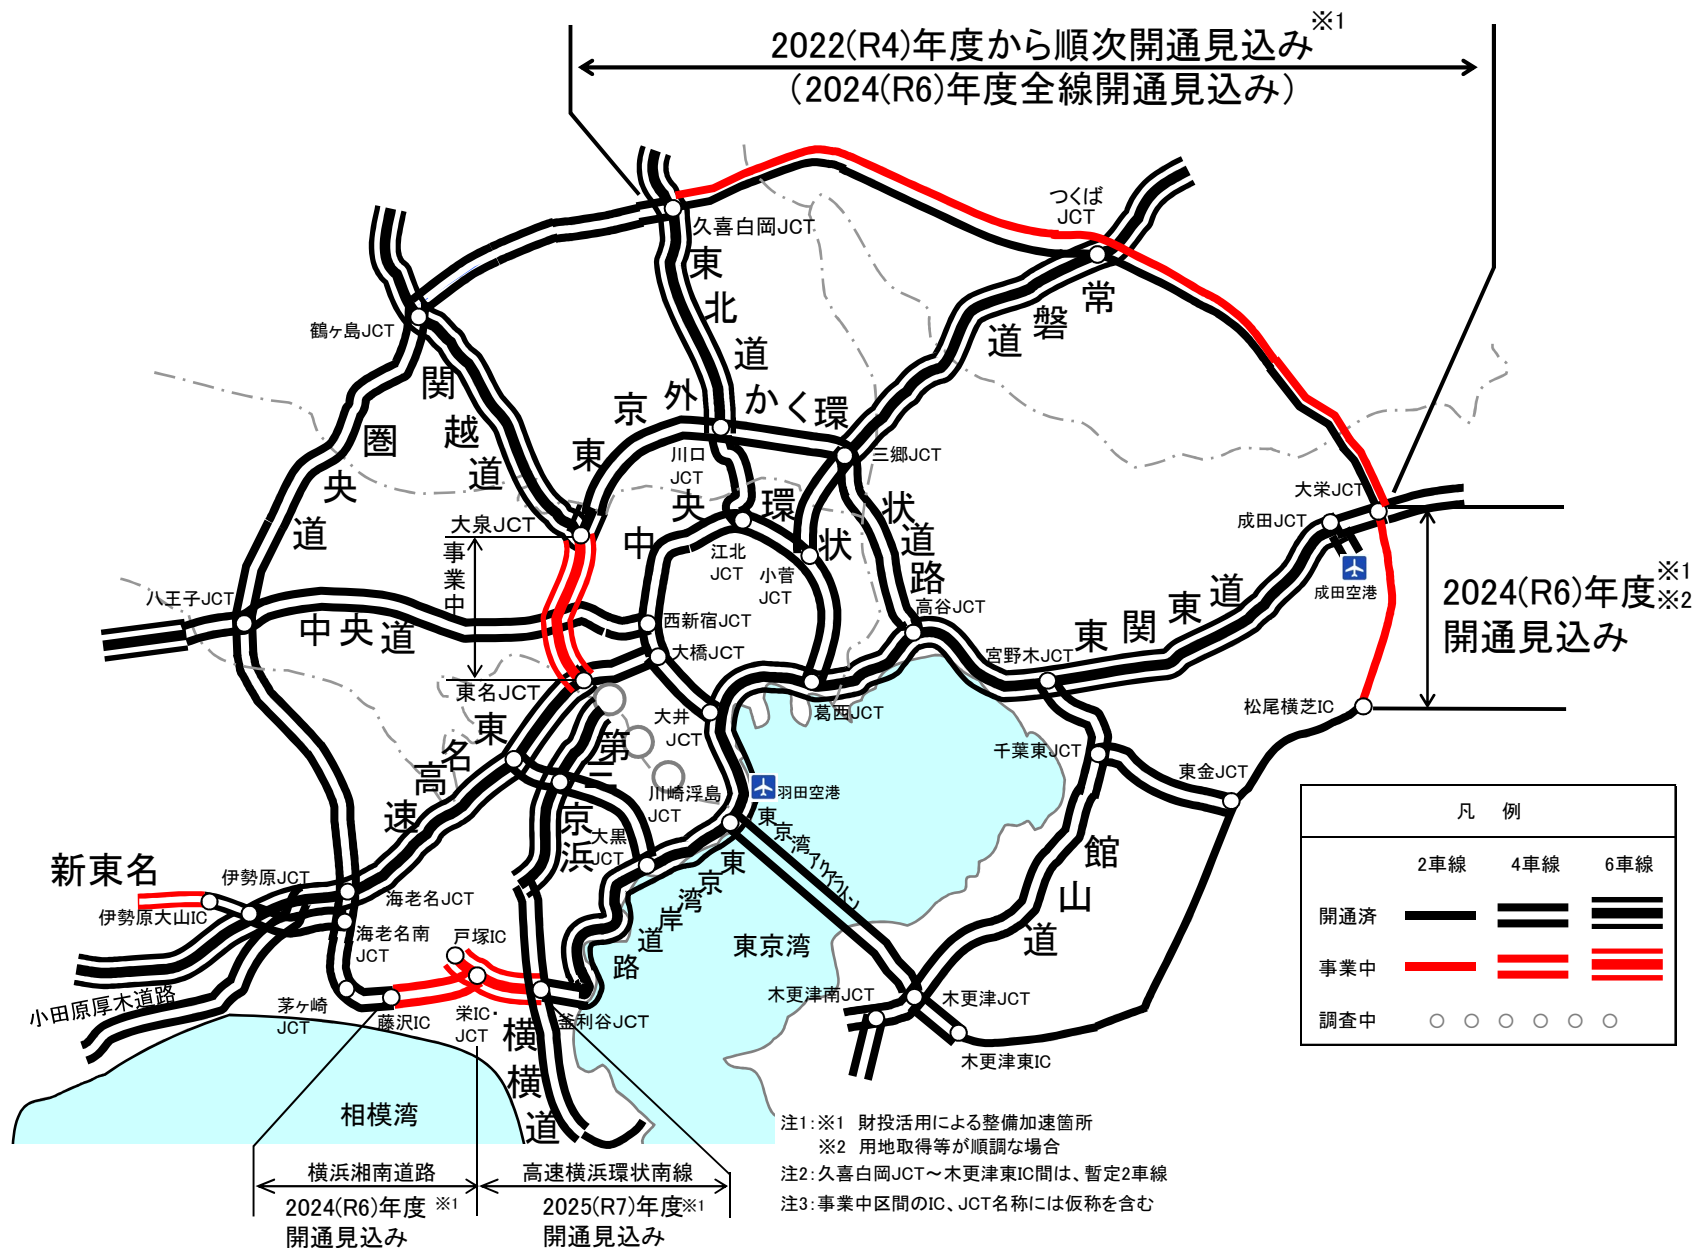 2022(R4)年度から順次開通見込み※1
（2024(R6)年度全線開通見込み）
つくば
JCT
久喜白岡JCT
東北道
常磐道
鶴ヶ島JCT
関越道
圏央道
東京外かく環状道路
川口
JCT
三郷JCT
大栄JCT
成田JCT
成田空港
2024(R6)年度※1
※2
開通見込み
大泉JCT
事業中
中央環状
江北
JCT
小菅
JCT
高谷JCT
東関東道
八王子JCT
中央道
西新宿JCT
大橋JCT
宮野木JCT
東名JCT
大井
JCT
葛西JCT
松尾横芝IC
千葉東JCT
東金JCT
東名高速
第三京浜
川崎浮島
JCT
羽田空港
東京湾アクアライン
大黒
JCT
東京湾岸道路
東京湾
館山道
新東名
伊勢原JCT
伊勢原大山IC
海老名JCT
海老名南
JCT
戸塚IC
小田原厚木道路
茅ヶ崎
JCT
藤沢IC
栄IC・
JCT
釜利谷JCT
横横道
木更津南JCT
木更津JCT
木更津東IC
相模湾
凡 例
2車線 4車線 6車線
開通済
事業中
調査中
横浜湘南道路
2024(R6)年度 ※1
開通見込み
高速横浜環状南線
2025(R7)年度※1
開通見込み
注1：※1 財投活用による整備加速箇所
※2 用地取得等が順調な場合
注2：久喜白岡JCT～木更津東IC間は、暫定2車線
注3：事業中区間のIC、JCT名称には仮称を含む